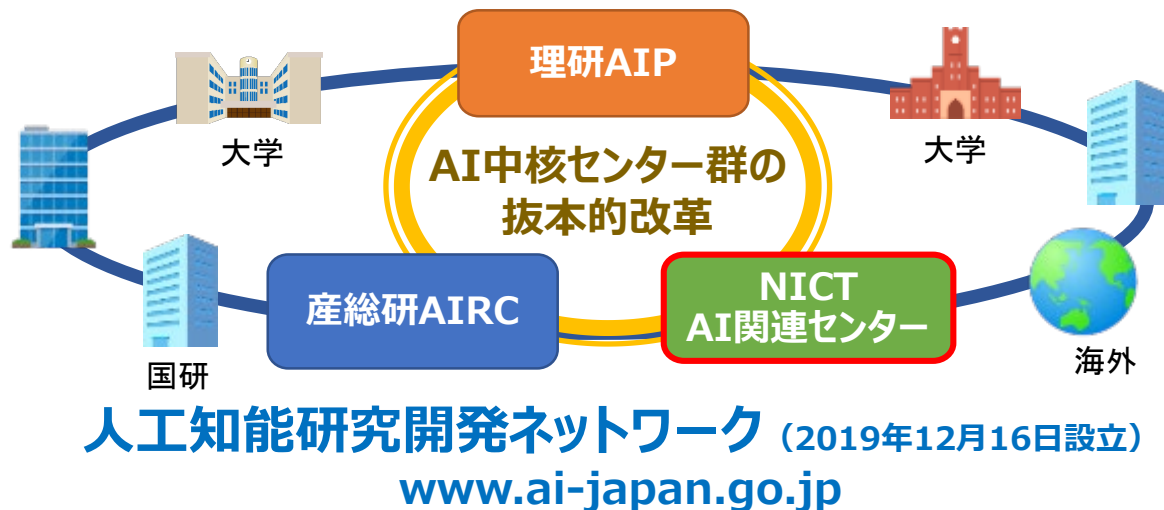 理研AIP
大学
大学
AI中核センター群の
抜本的改革
産総研AIRC
NICT
AI関連センター
国研
海外
人工知能研究開発ネットワーク（2019年12月16日設立）
www.ai-japan.go.jp